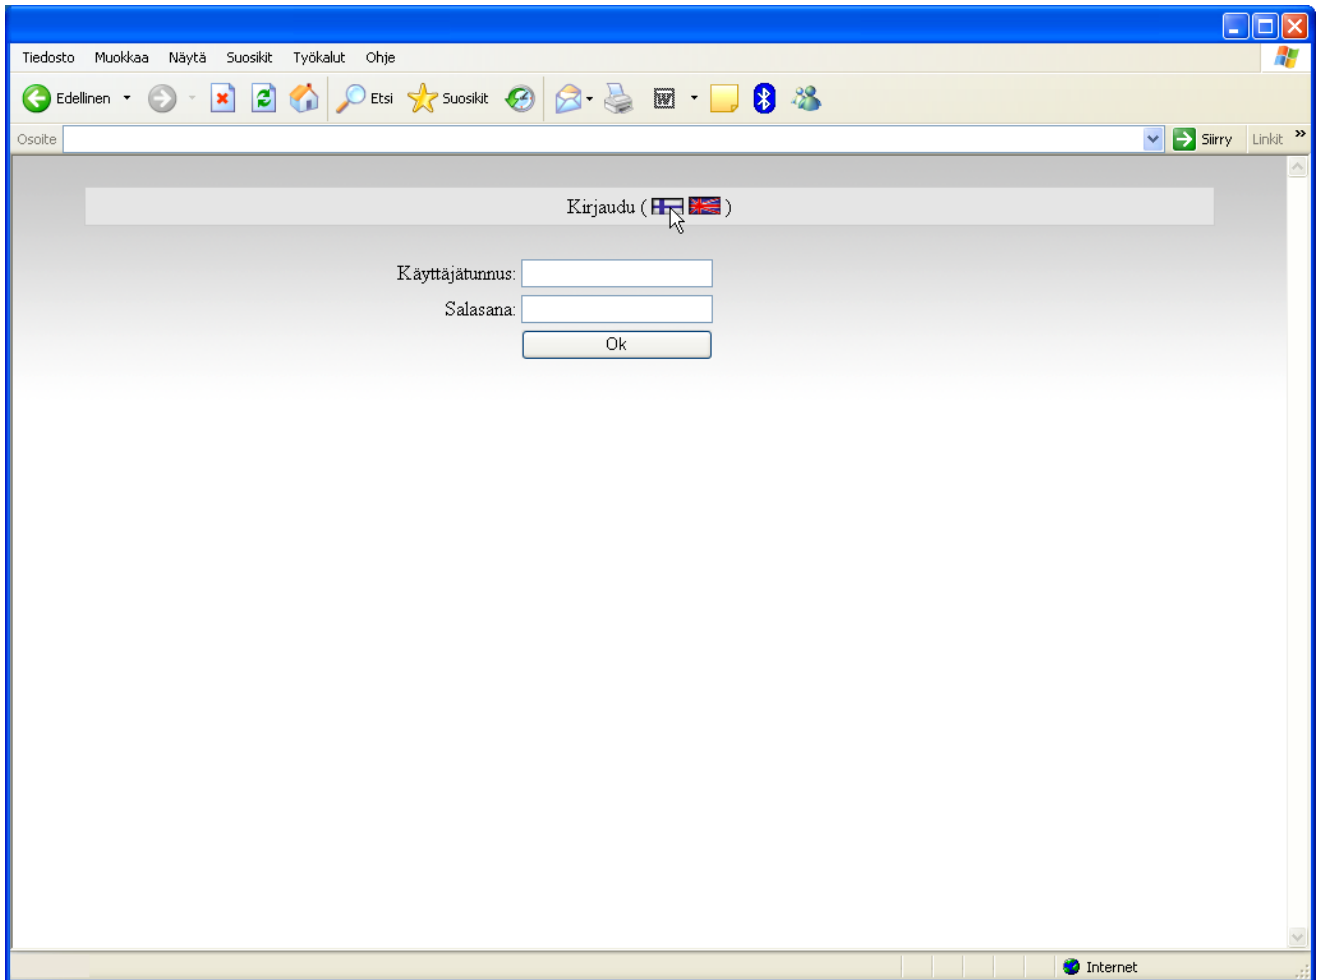 Tiedosto Muokkaa Näytä Suosikit Työkalut Ohje
Edellinen Etsi Suosikit W
Osoite Siirry Linkit »
Kirjaudu ( )
Käyttäjätunnus:
Salasana:
Ok
Internet